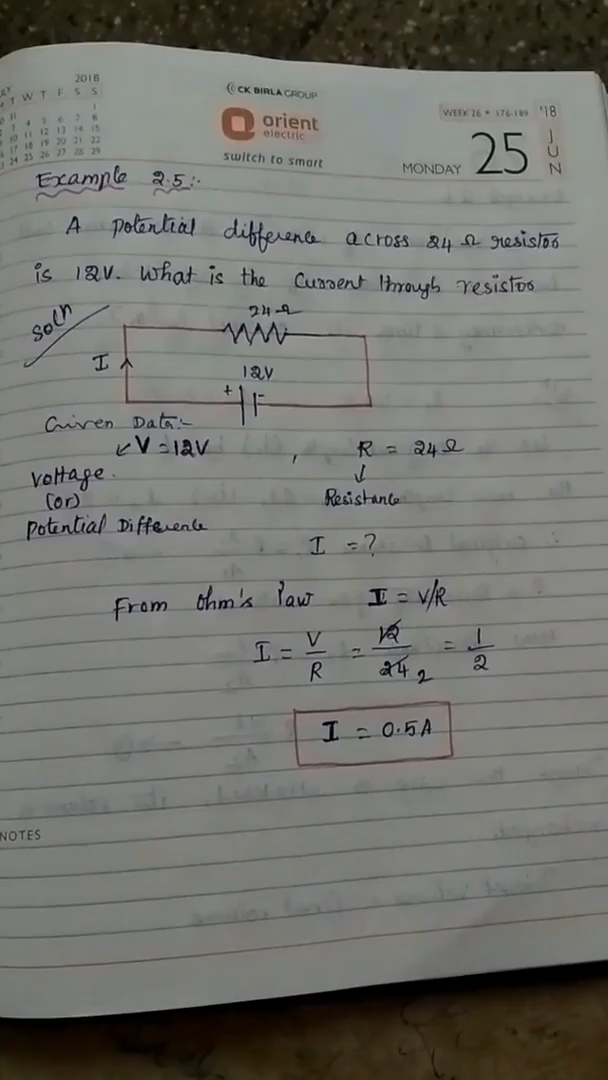 2018
T W T F S S
CK BIRLA GROUP
orient
electric
switch to smart
WEEK 26 • 176-189 '18
MONDAY 25 JUN
Example 2.5:-
A potential difference across 24 Ω resistor
is 12V. What is the current through resistor
Soln
24 Ω
I
12V
+
Given Data:-
V = 12V , R = 24 Ω
Voltage
(or)
Resistance
Potential Difference
I = ?
From ohm's law I = V/R
I = V/R = 12/24 2 = 1/2
I = 0.5A
NOTES